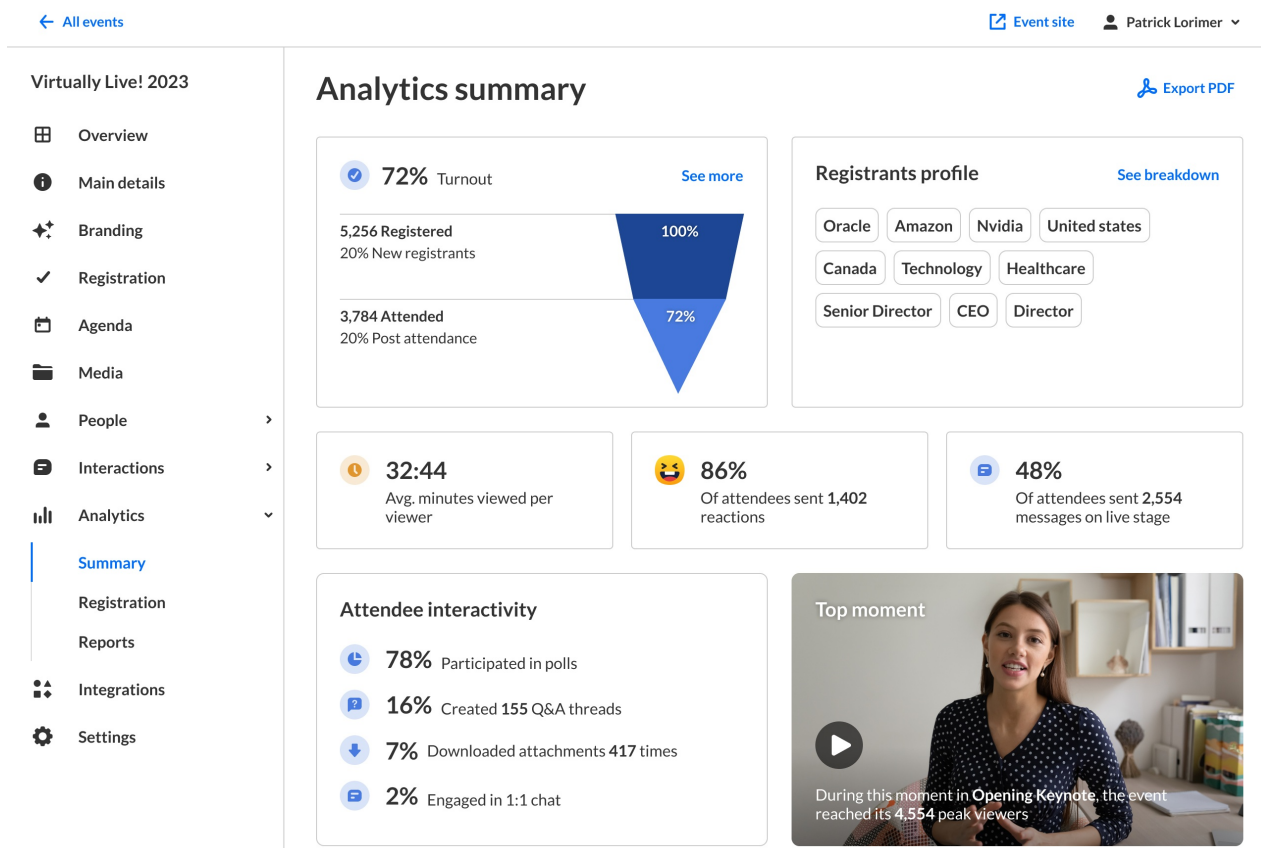 All events
Event site
Patrick Lorimer
Virtually Live! 2023
Overview
Main details
Branding
Registration
Agenda
Media
People
Interactions
Analytics
Summary
Registration
Reports
Integrations
Settings
Analytics summary
Export PDF
72% Turnout
See more
5,256 Registered
20% New registrants
100%
3,784 Attended
20% Post attendance
72%
Registrants profile
See breakdown
Oracle Amazon Nvidia United states
Canada Technology Healthcare
Senior Director CEO Director
32:44
Avg. minutes viewed per
viewer
86%
Of attendees sent 1,402
reactions
48%
Of attendees sent 2,554
messages on live stage
Attendee interactivity
78% Participated in polls
16% Created 155 Q&A threads
7% Downloaded attachments 417 times
2% Engaged in 1:1 chat
Top moment
During this moment in Opening Keynote, the event
reached its 4,554 peak viewers